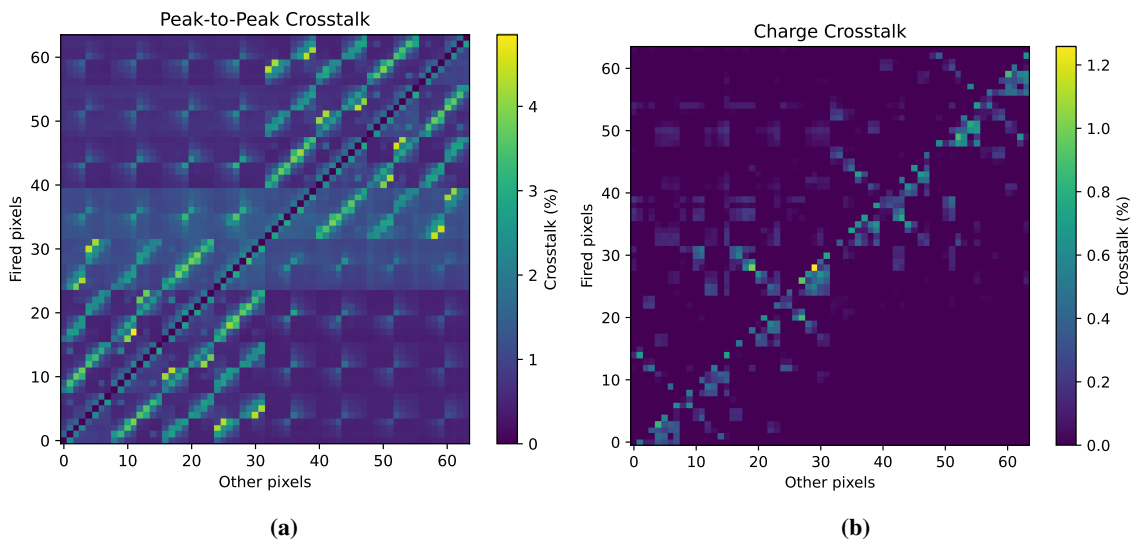 Peak-to-Peak Crosstalk
60
50
40
30
20
10
0
Fired pixels
0 10 20 30 40 50 60
Other pixels
4
3
2
1
0
Crosstalk (%)
(a)
Charge Crosstalk
60
50
40
30
20
10
0
Fired pixels
0 10 20 30 40 50 60
Other pixels
1.2
1.0
0.8
0.6
0.4
0.2
0.0
Crosstalk (%)
(b)